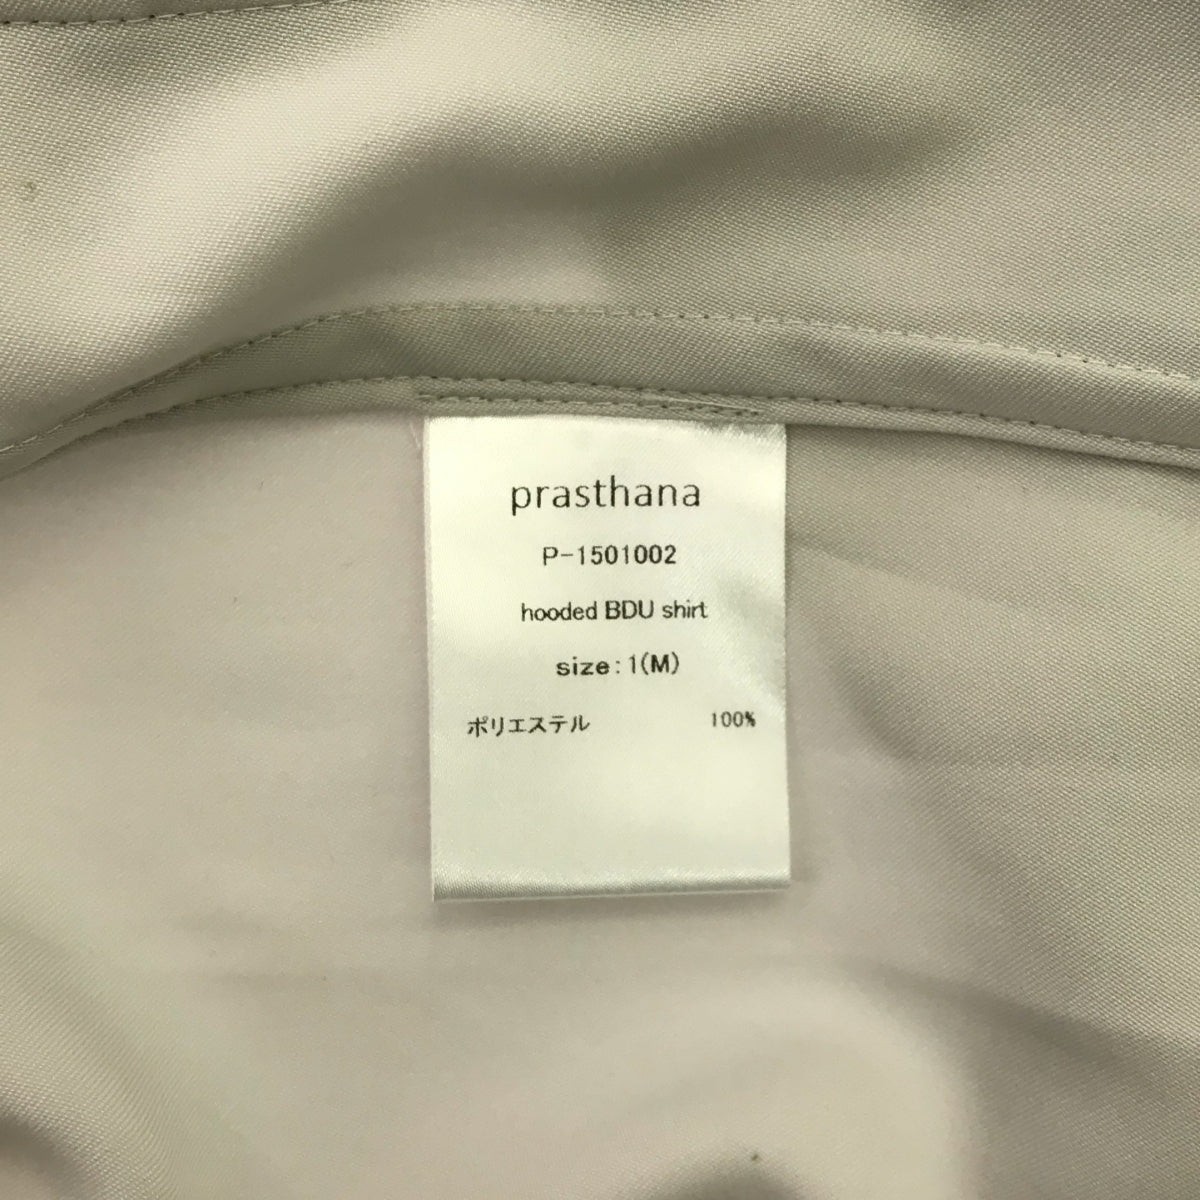 prasthana
P-1501002
hooded BDU shirt
size:1(M)
ポリエステル 100%